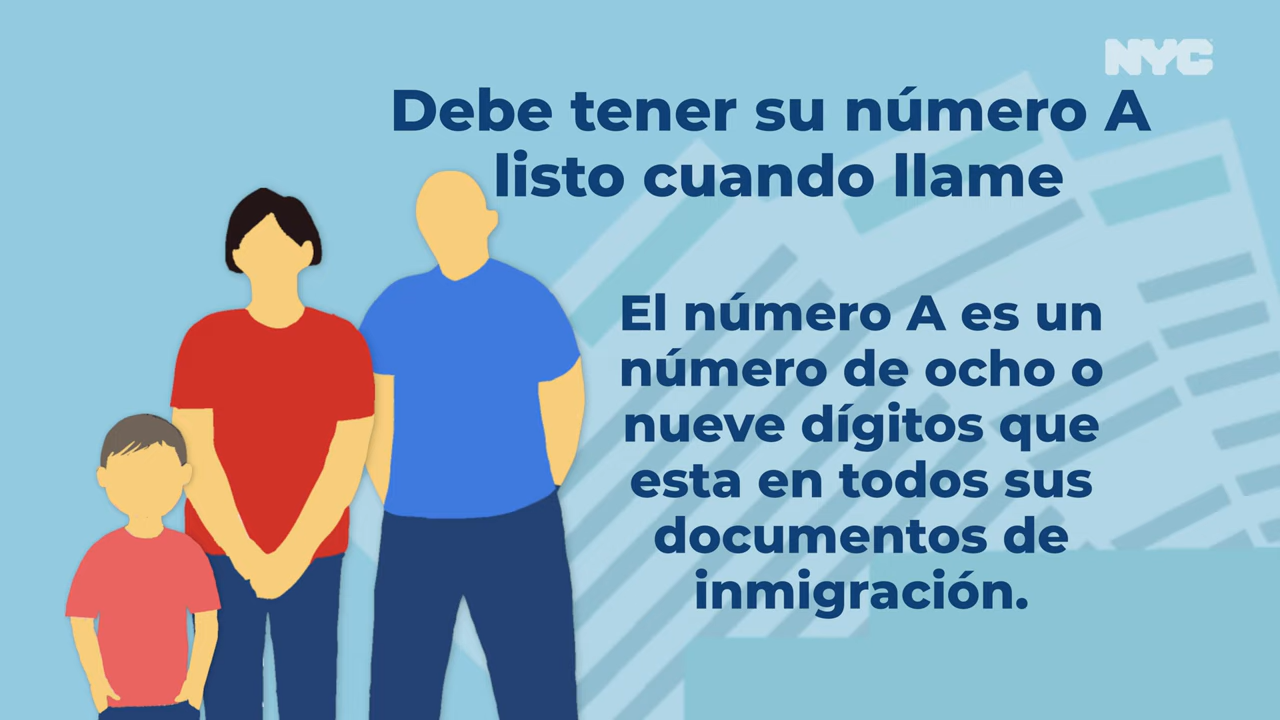 NYC
Debe tener su número A
listo cuando llame
El número A es un
número de ocho o
nueve dígitos que
esta en todos sus
documentos de
inmigración.